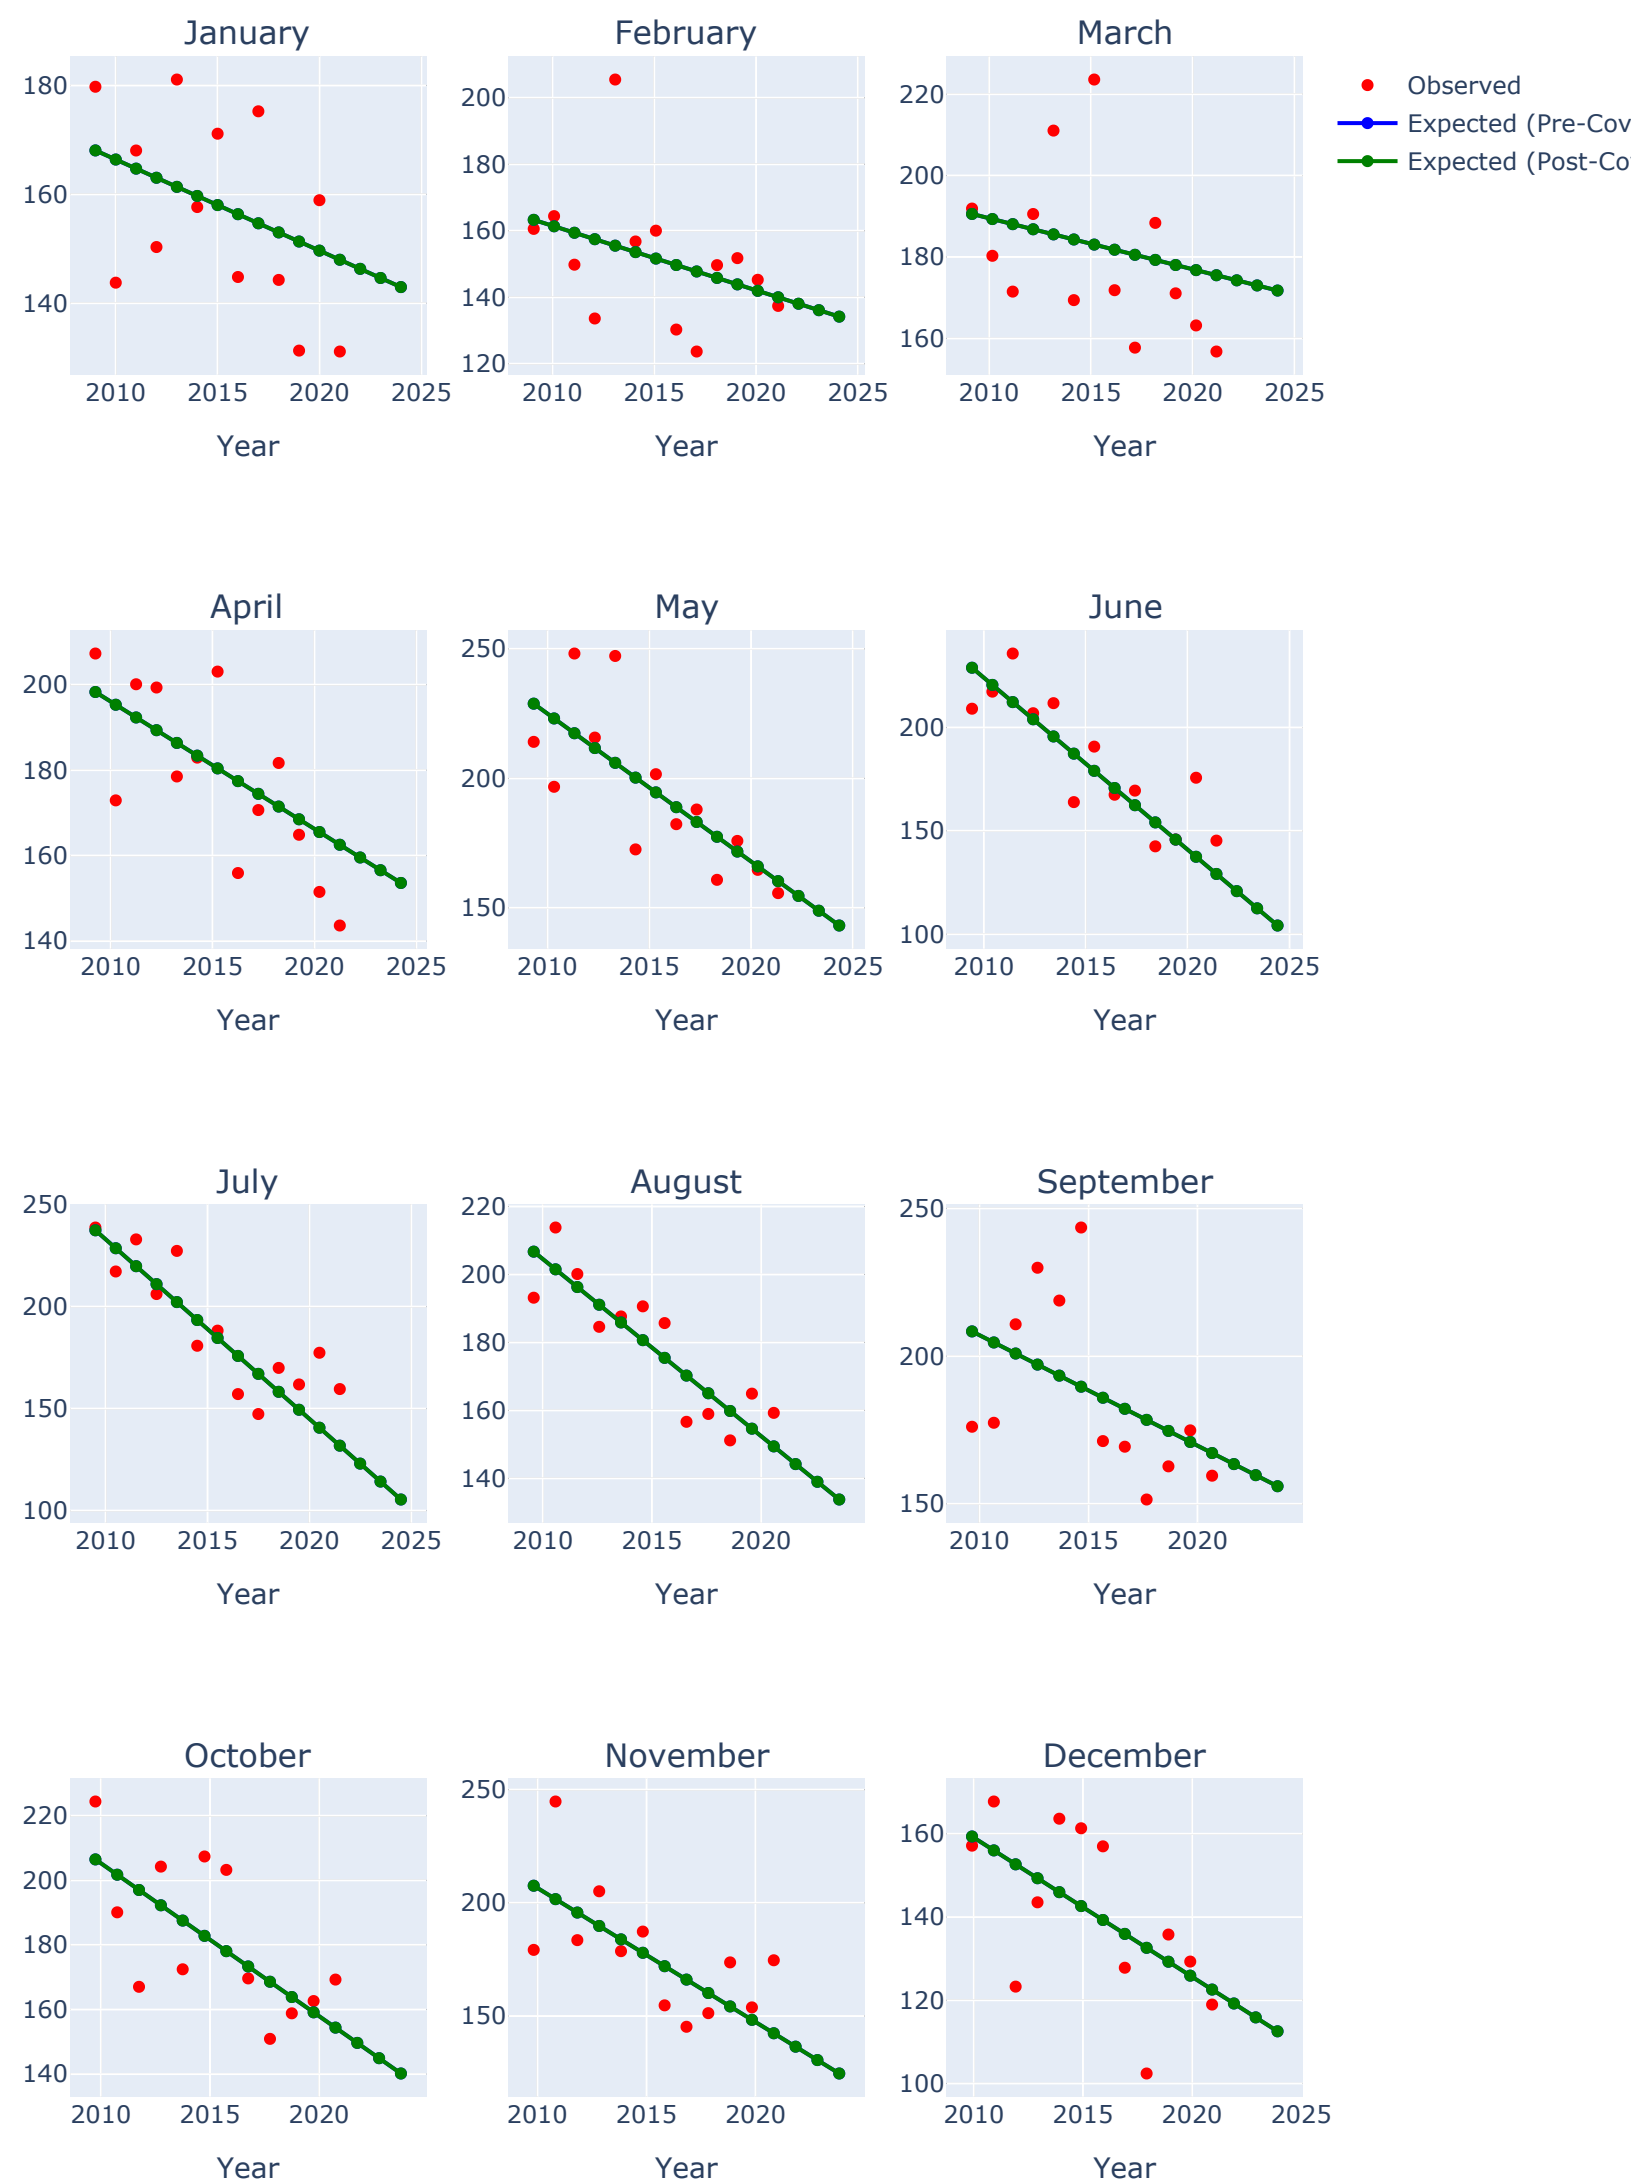 January February March
180
160
140
2010 2015 2020 2025
Year
200
180
160
140
120
2010 2015 2020 2025
Year
220
200
180
160
2010 2015 2020 2025
Year
Observed
Expected (Pre-Cov
Expected (Post-Co
April May June
200
180
160
140
2010 2015 2020 2025
Year
250
200
150
2010 2015 2020 2025
Year
200
150
100
2010 2015 2020 2025
Year
July August September
250
200
150
100
2010 2015 2020 2025
Year
220
200
180
160
140
2010 2015 2020
Year
250
200
150
2010 2015 2020
Year
October November December
220
200
180
160
140
2010 2015 2020
Year
250
200
150
2010 2015 2020
Year
160
140
120
100
2010 2015 2020 2025
Year